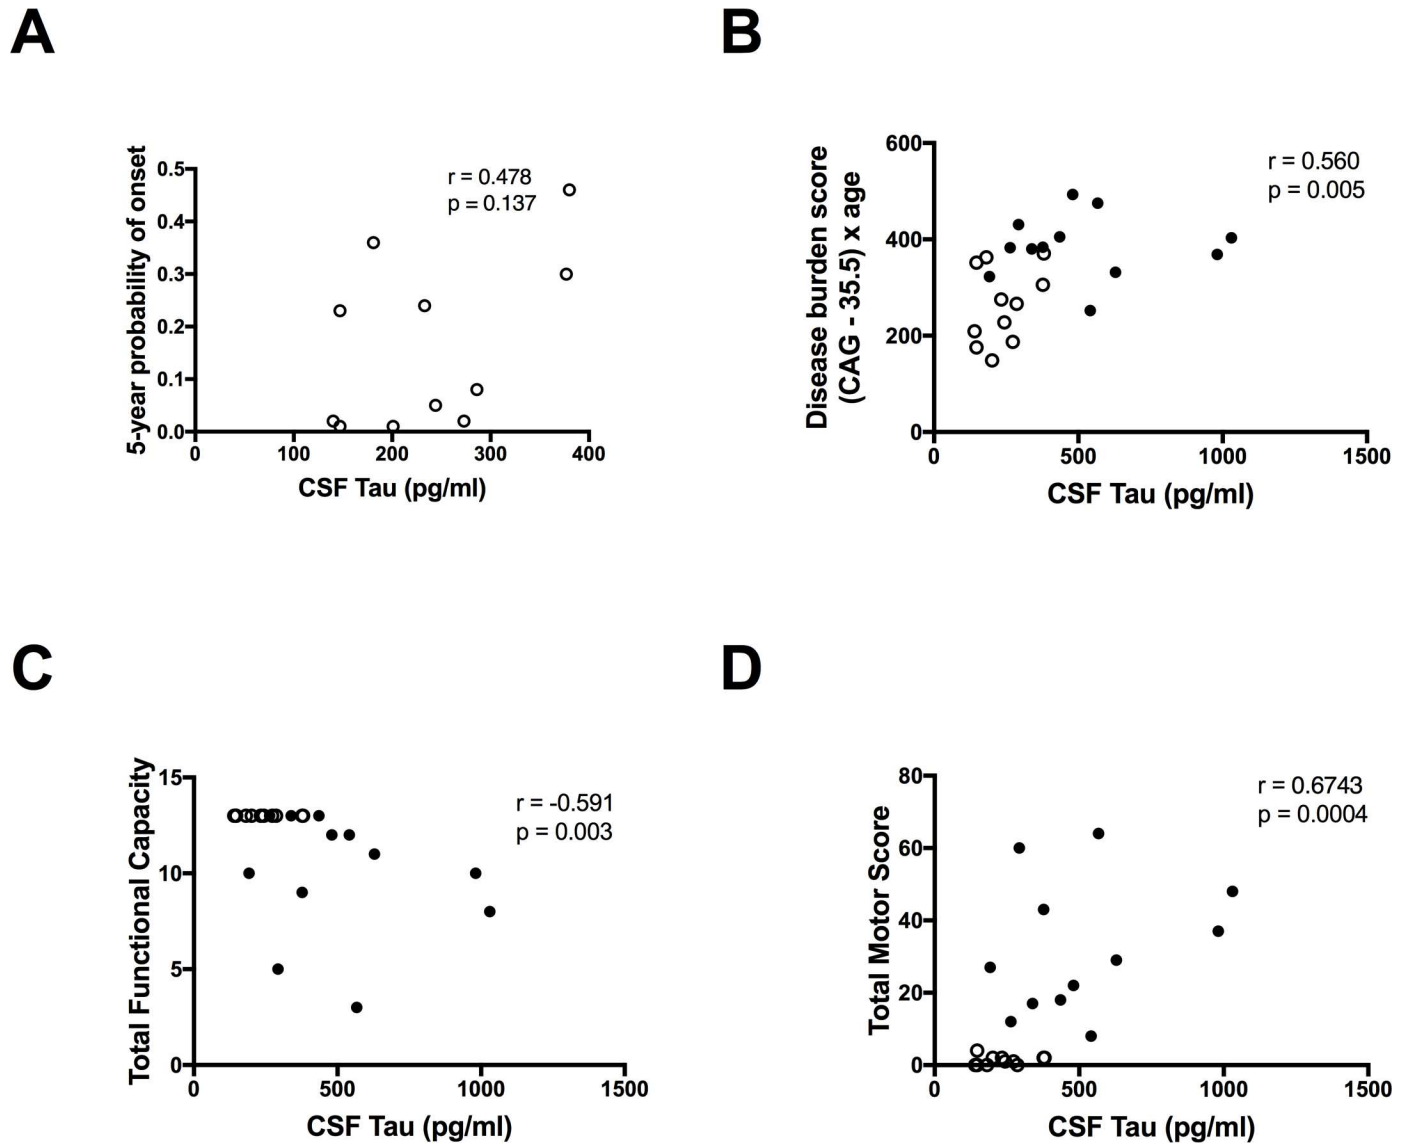 A
5-year probability of onset
0.5
0.4
0.3
0.2
0.1
0.0
r = 0.478
p = 0.137
0 100 200 300 400
CSF Tau (pg/ml)
B
Disease burden score
(CAG - 35.5) x age
600
400
200
0
r = 0.560
p = 0.005
0 500 1000 1500
CSF Tau (pg/ml)
C
Total Functional Capacity
15
10
5
0
r = -0.591
p = 0.003
0 500 1000 1500
CSF Tau (pg/ml)
D
Total Motor Score
80
60
40
20
0
r = 0.6743
p = 0.0004
0 500 1000 1500
CSF Tau (pg/ml)